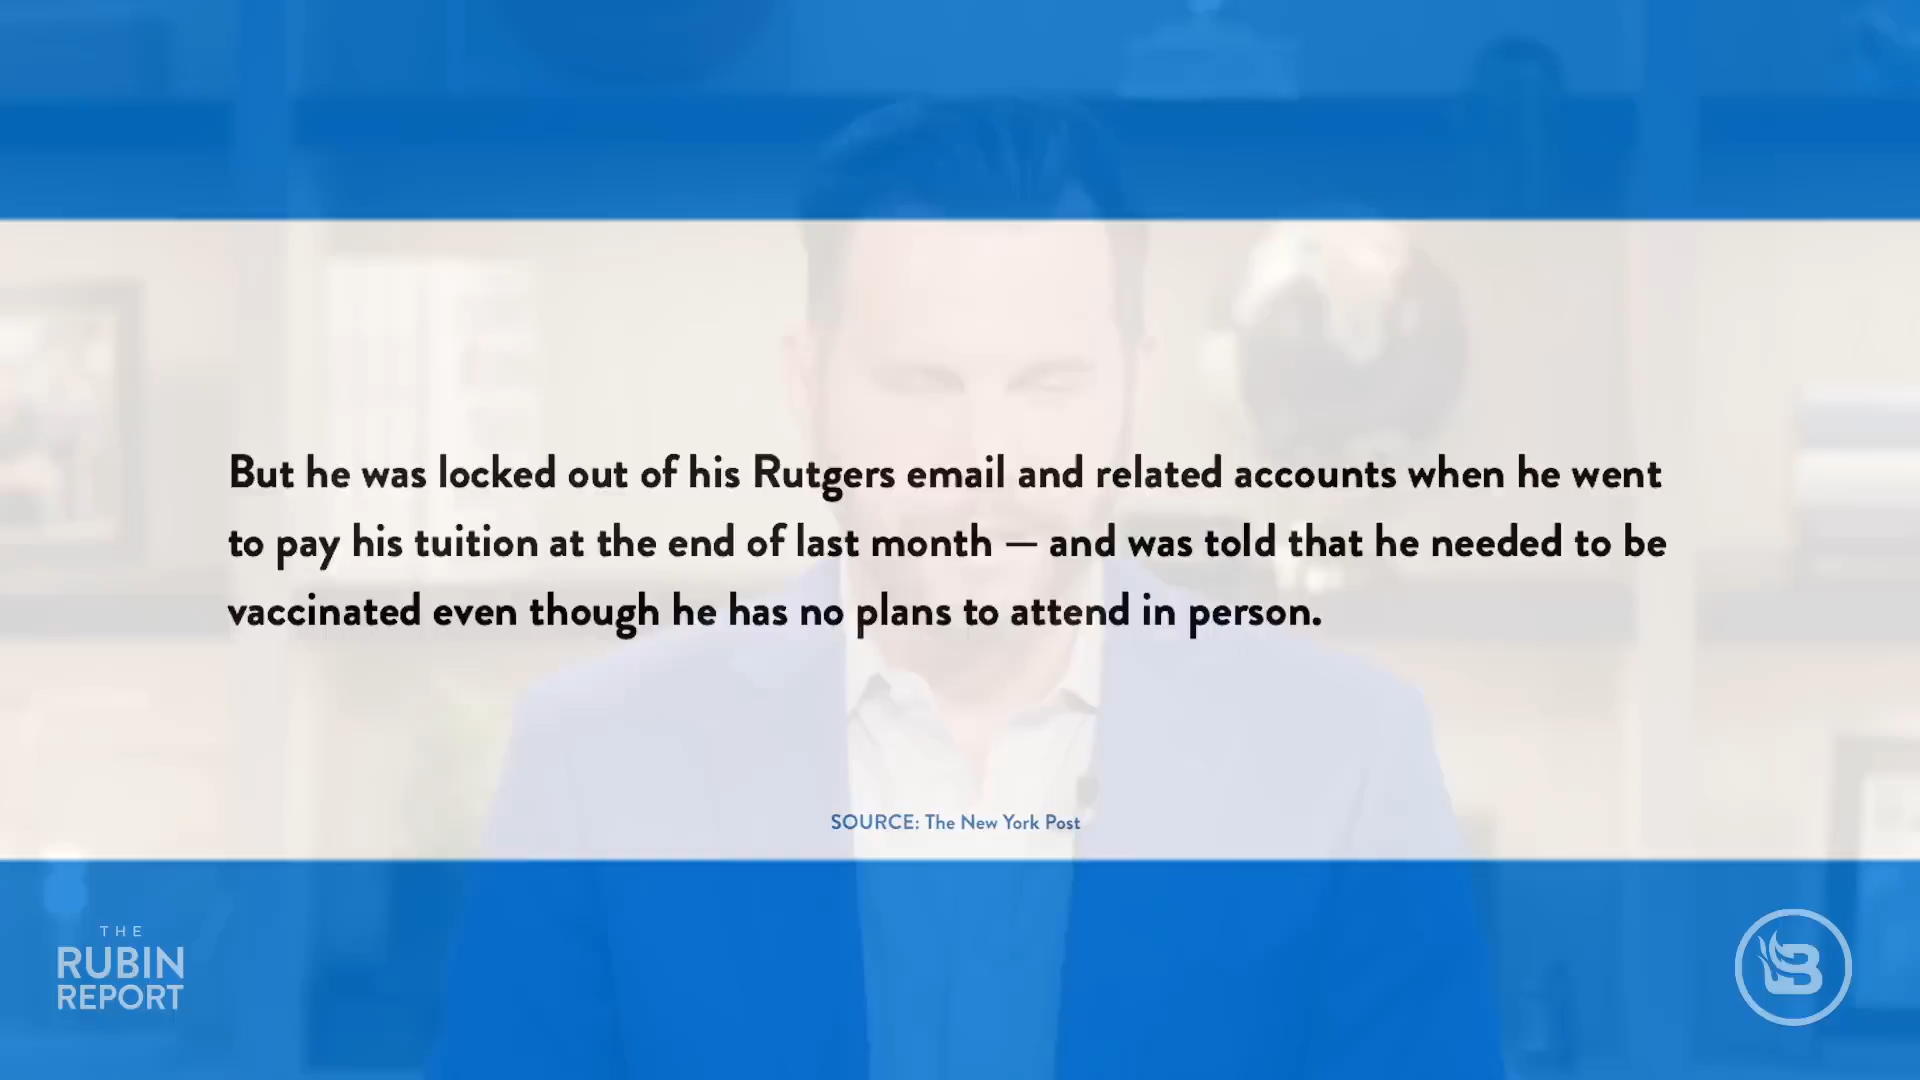 But he was locked out of his Rutgers email and related accounts when he went
to pay his tuition at the end of last month — and was told that he needed to be
vaccinated even though he has no plans to attend in person.
SOURCE: The New York Post
THE
RUBIN
REPORT
B